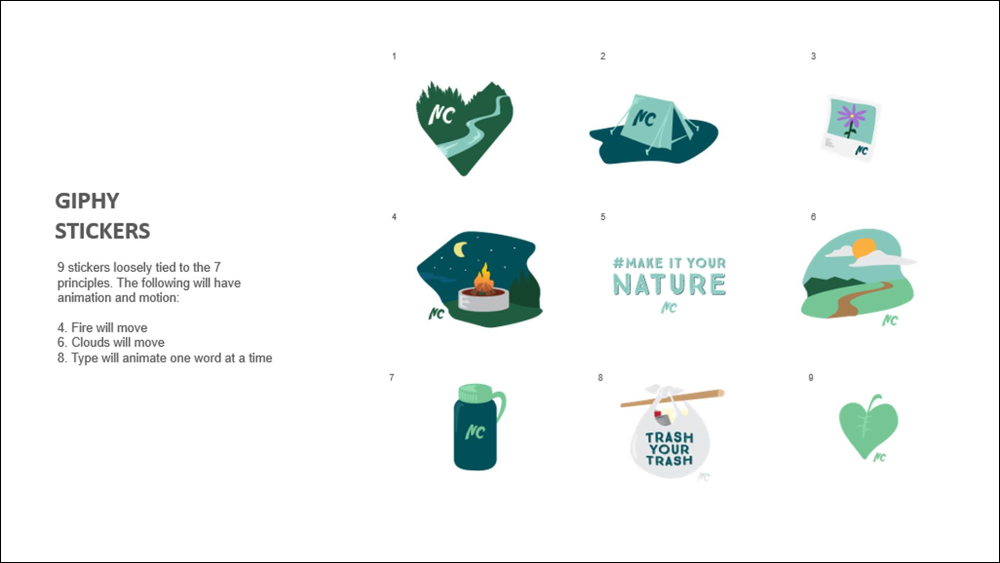 GIPHY
STICKERS
9 stickers loosely tied to the 7
principles. The following will have
animation and motion:
4. Fire will move
6. Clouds will move
8. Type will animate one word at a time
1
NC
2
NC
3
NC
4
NC
5
#MAKE IT YOUR
NATURE
NC
6
NC
7
NC
8
TRASH
YOUR
TRASH
NC
9
NC